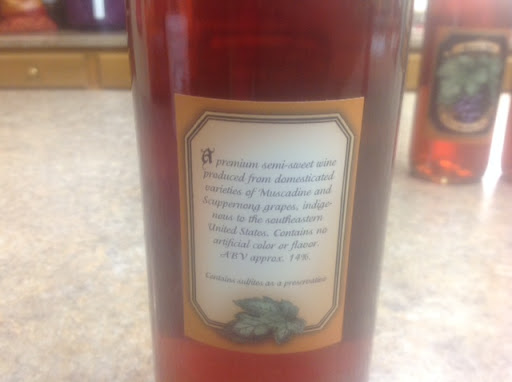 A premium semi-sweet wine
produced from domesticated
varieties of Muscadine and
Scuppernong grapes, indige-
nous to the southeastern
United States. Contains no
artificial color or flavor.
ABV approx. 14%.
Contains sulfites as a preservative